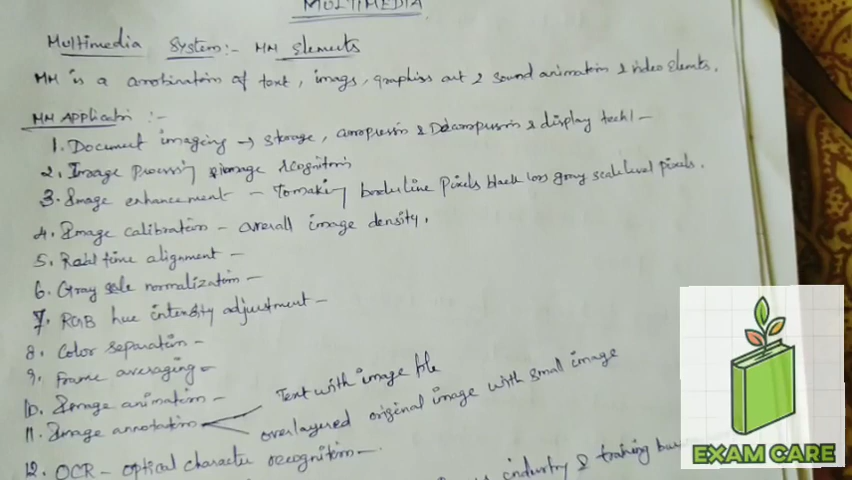 MULTIMEDIA
Multimedia System:- MM Elements
MM is a combination of text, images, graphics art & sound animation & video elements.
MM Application :-
1. Document imaging → storage, compression & Decompression & display tech! -
2. Image processing image recognition
3. Image enhancement - To making borderline pixels black low gray scale level pixels.
4. Image calibration - overall image density.
5. Real time alignment -
6. Gray sale normalization -
7. RGB hue intensity adjustment -
8. Color separation -
9. Frame averaging -
10. Image animation -
11. Image annotation
Text with image file
overlayured original image with small image
12. OCR - optical character recognition -.
industry & training
EXAM CARE